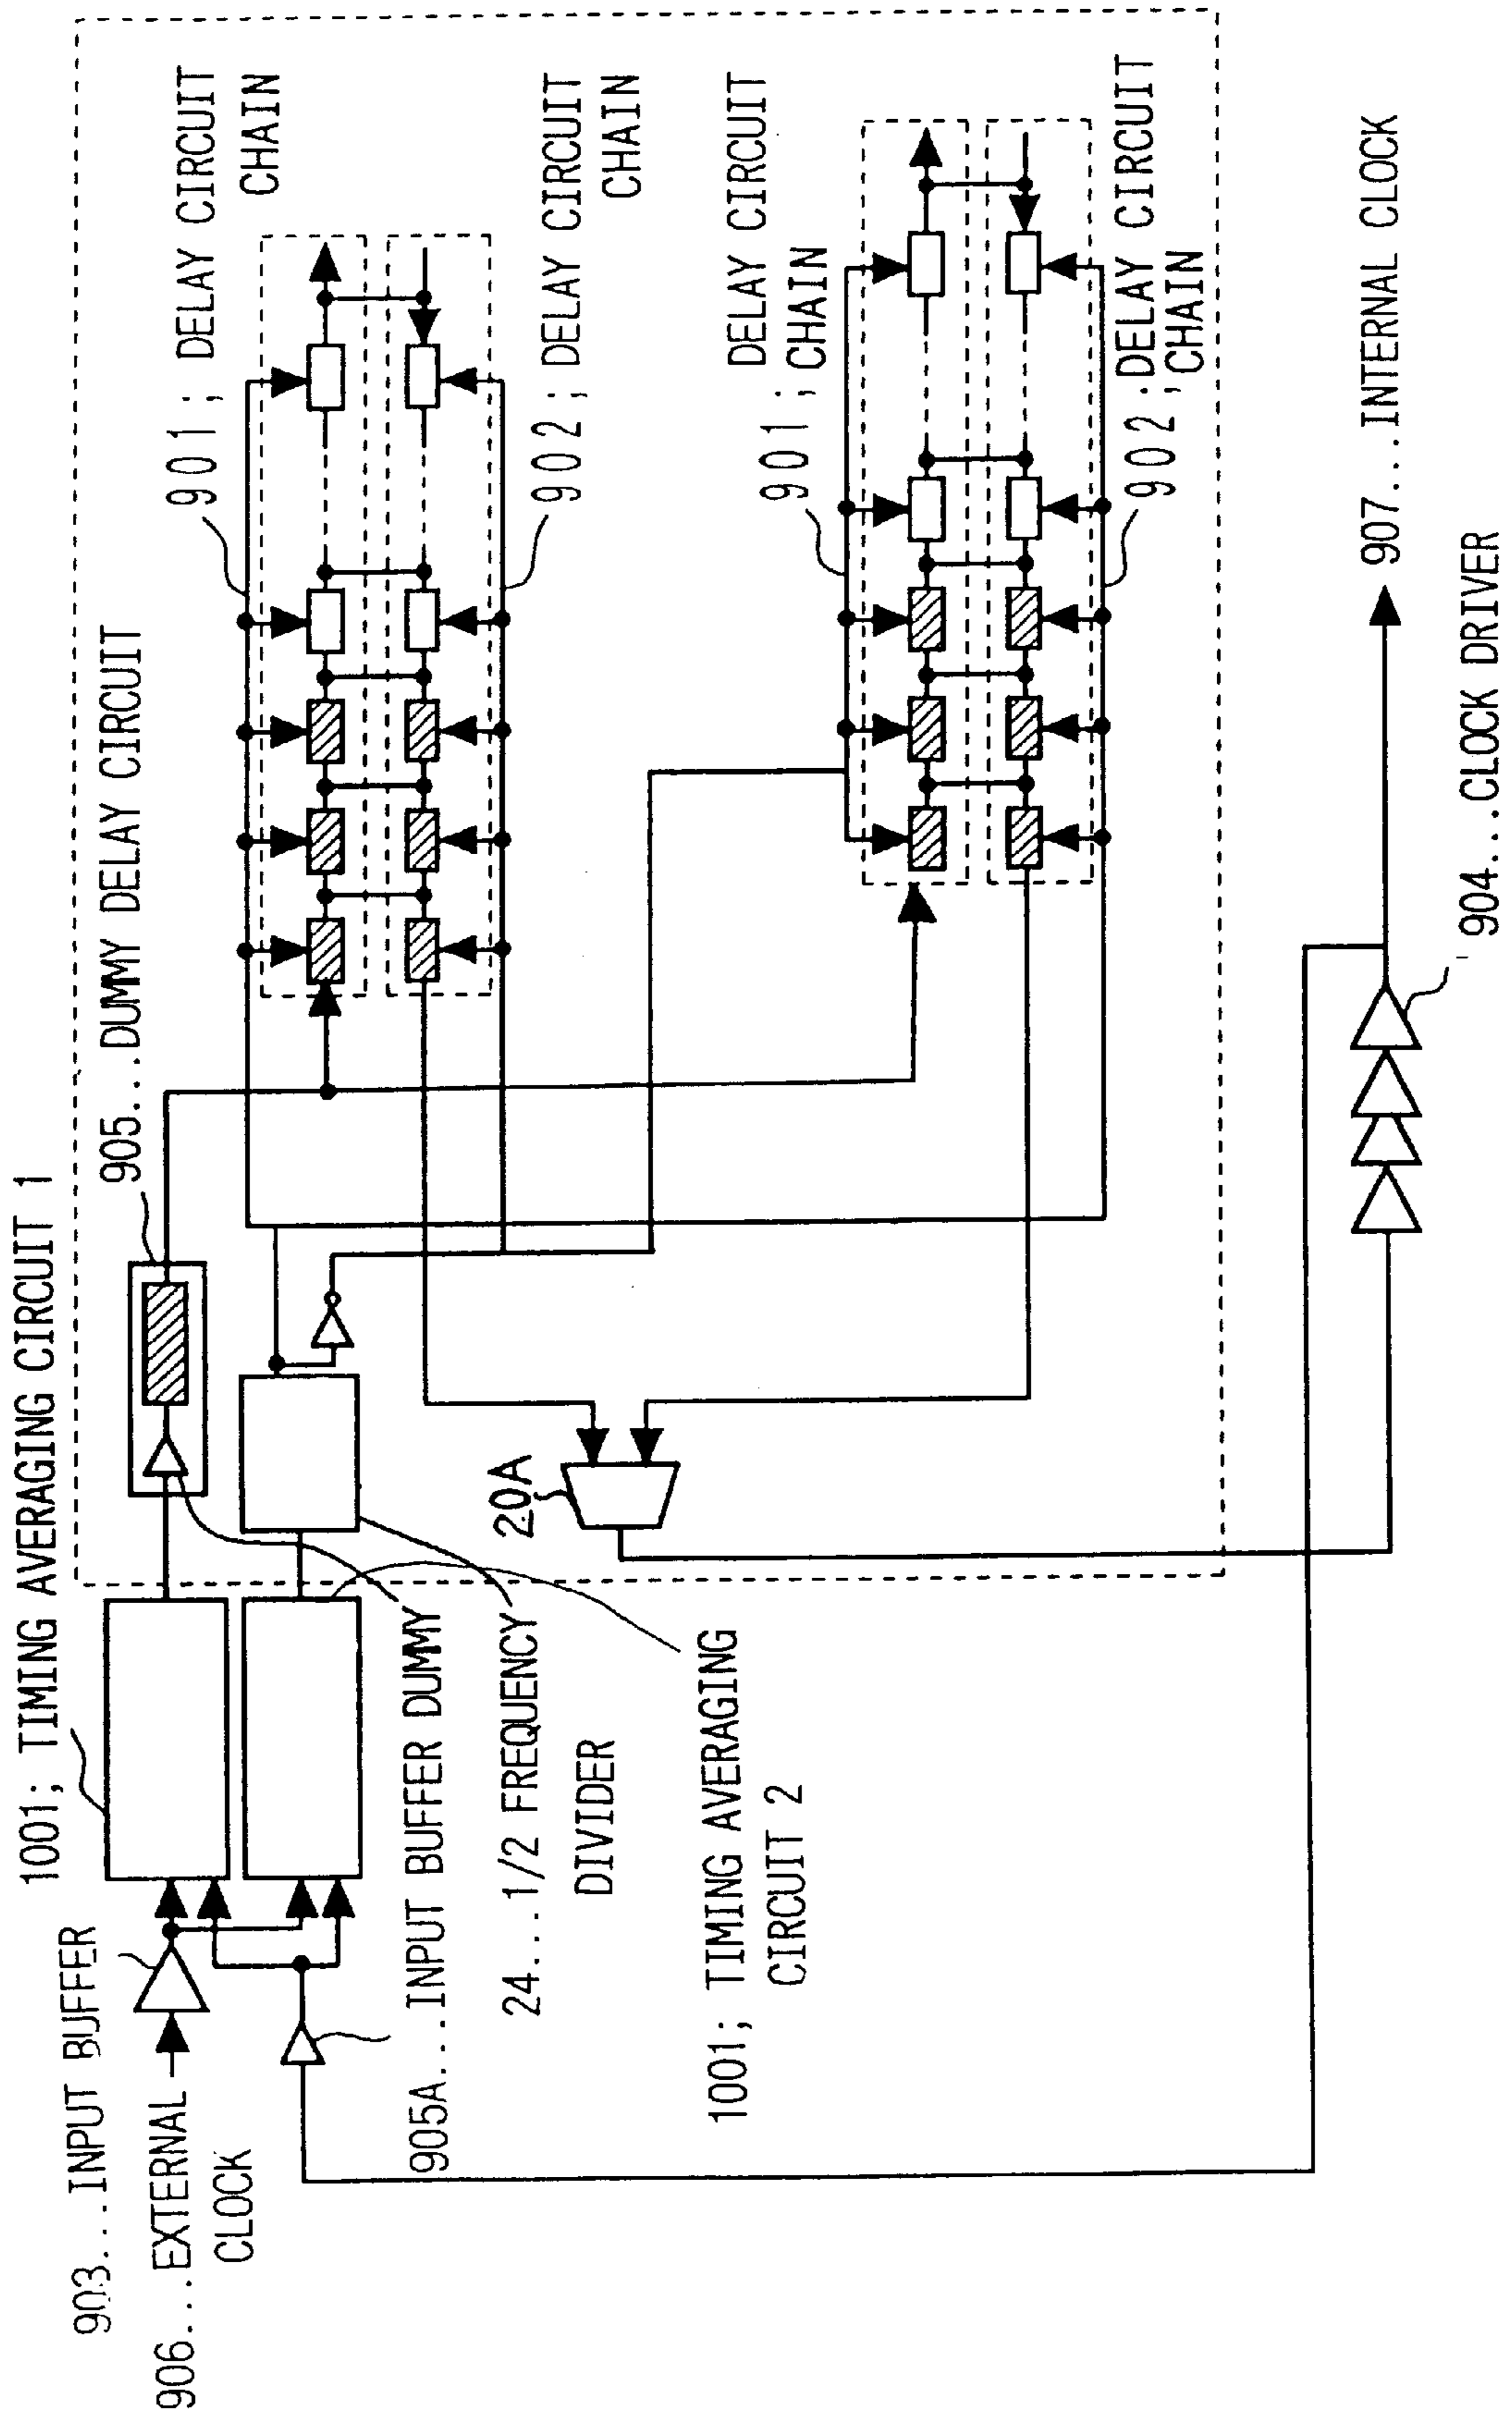 1001; TIMING AVERAGING CIRCUIT 1
903...INPUT BUFFER
906...EXTERNAL
CLOCK
905...DUMMY DELAY CIRCUIT
901; DELAY CIRCUIT
CHAIN
902; DELAY CIRCUIT
CHAIN
905A...INPUT BUFFER DUMMY
24...1/2 FREQUENCY
DIVIDER
20A
1001; TIMING AVERAGING
CIRCUIT 2
901; DELAY CIRCUIT
CHAIN
902; DELAY CIRCUIT
CHAIN
907...INTERNAL CLOCK
904...CLOCK DRIVER